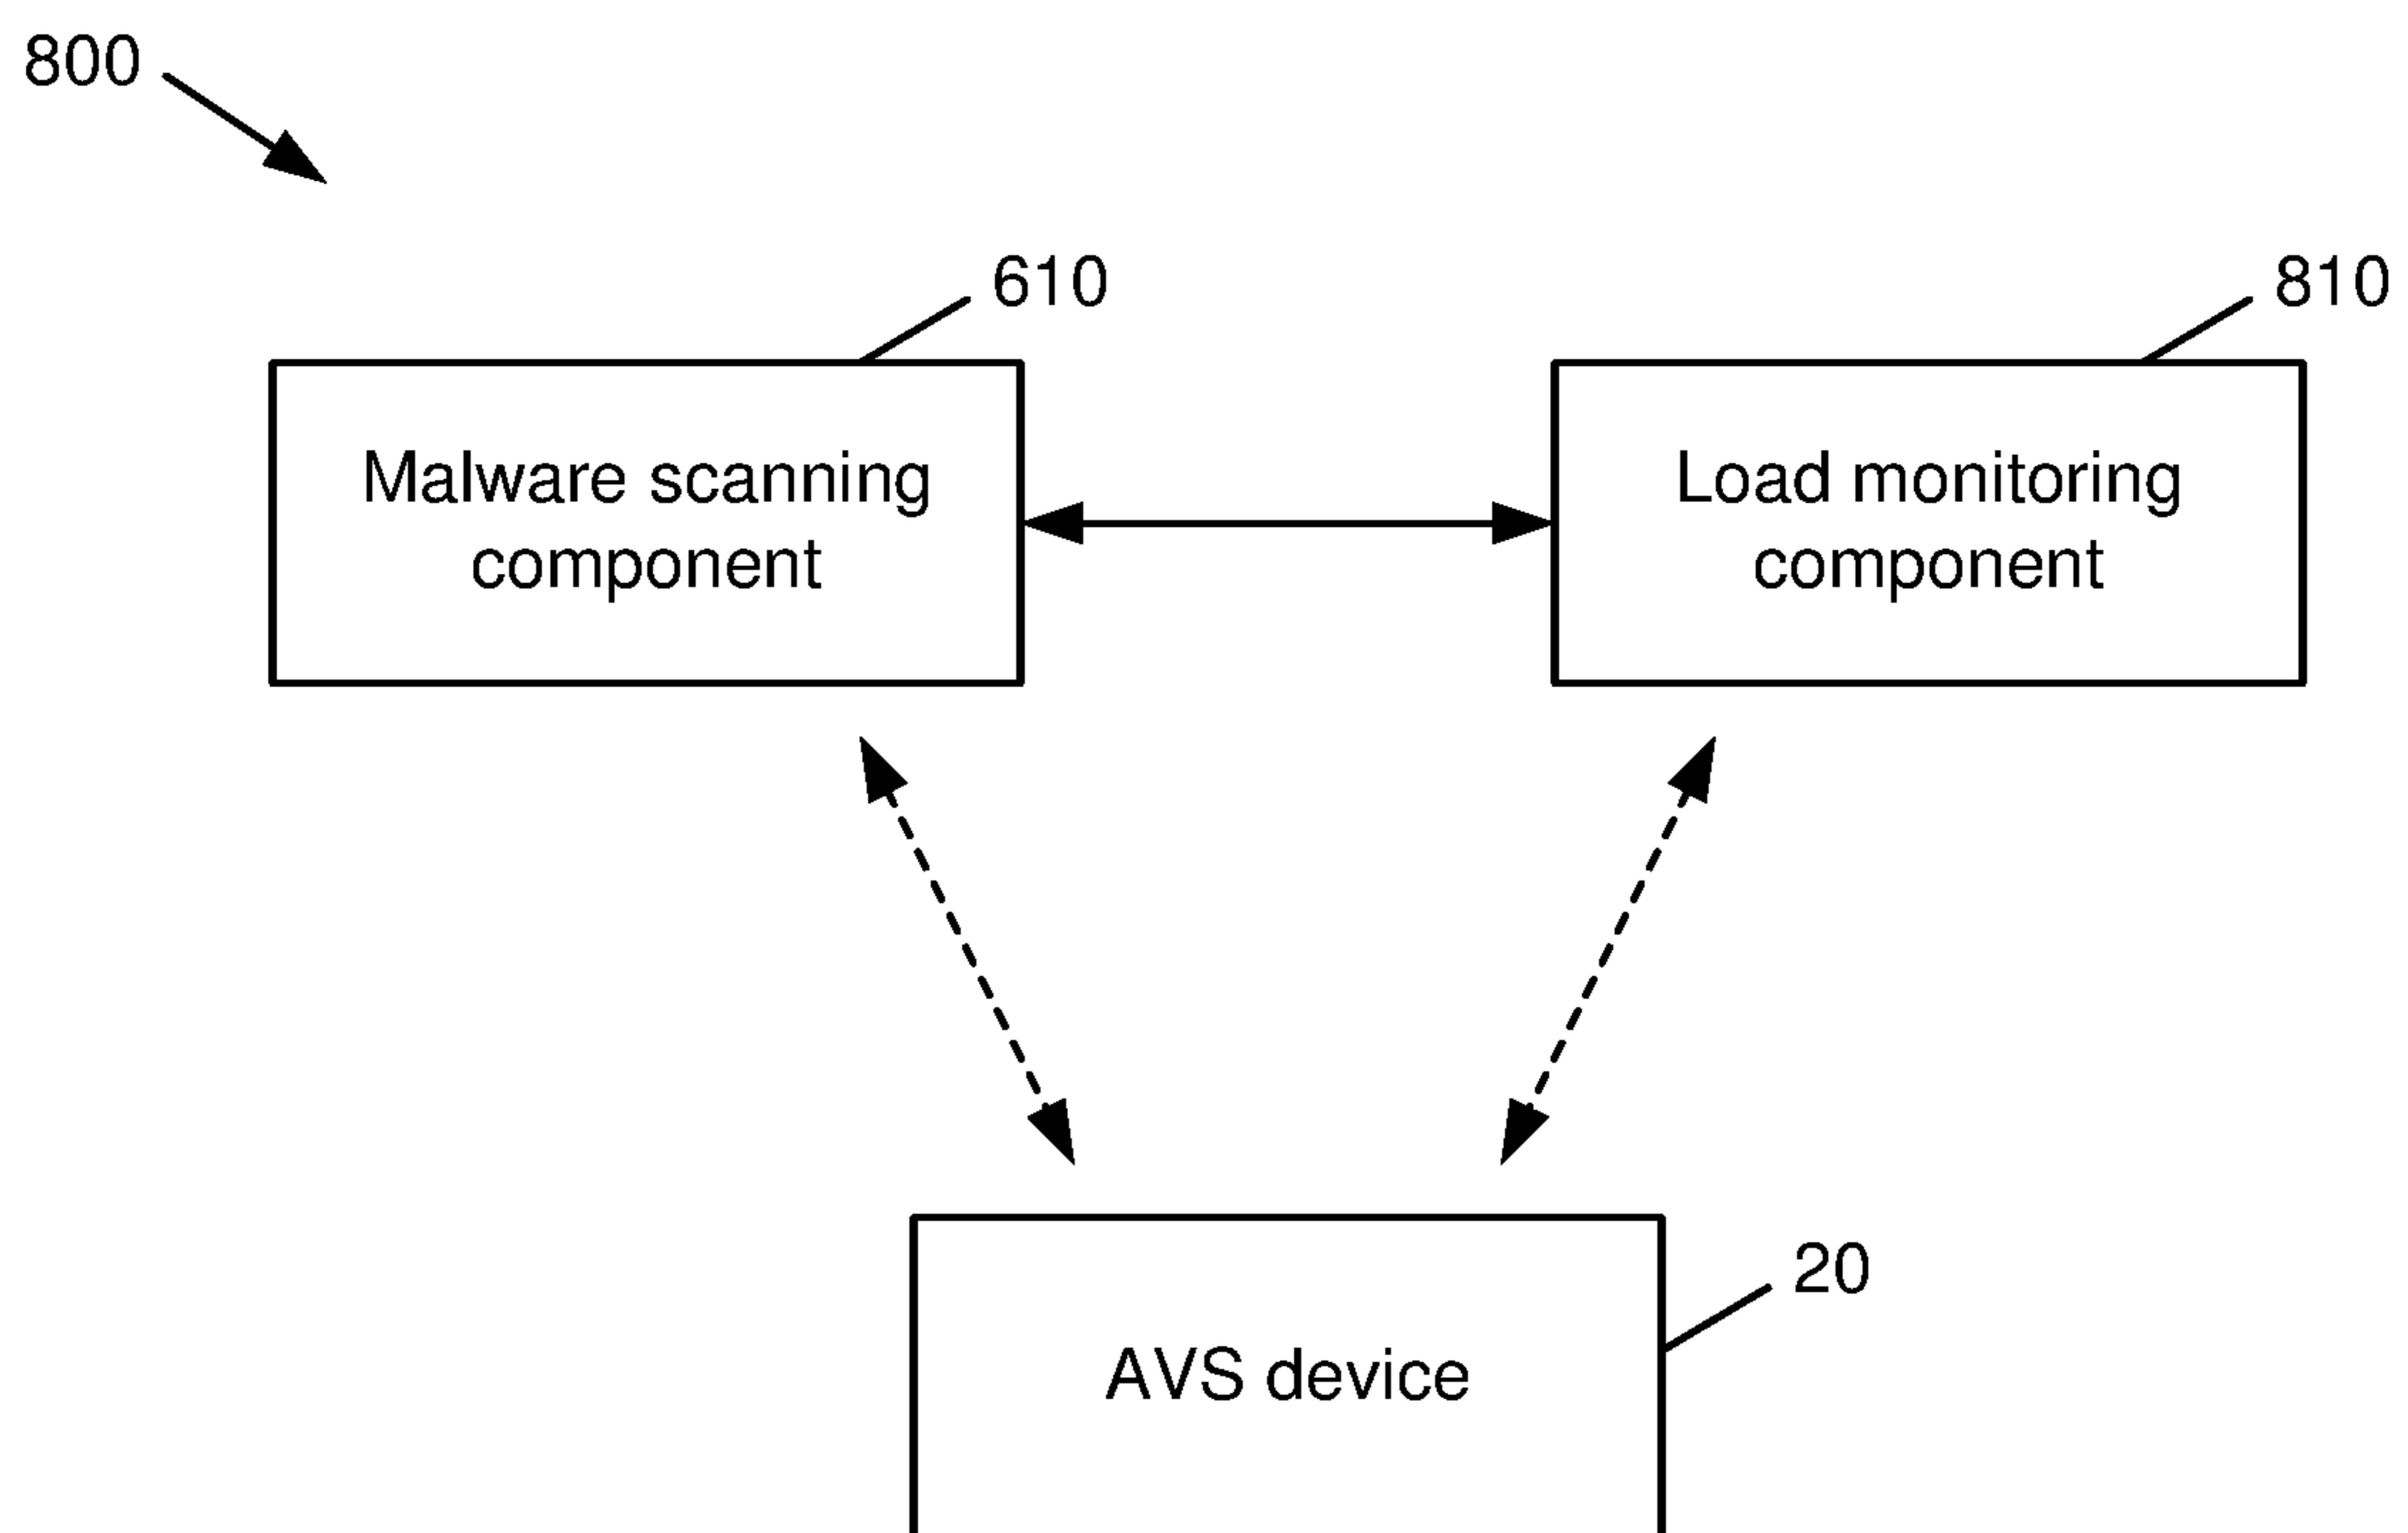 800
610
810
Malware scanning
component
Load monitoring
component
20
AVS device